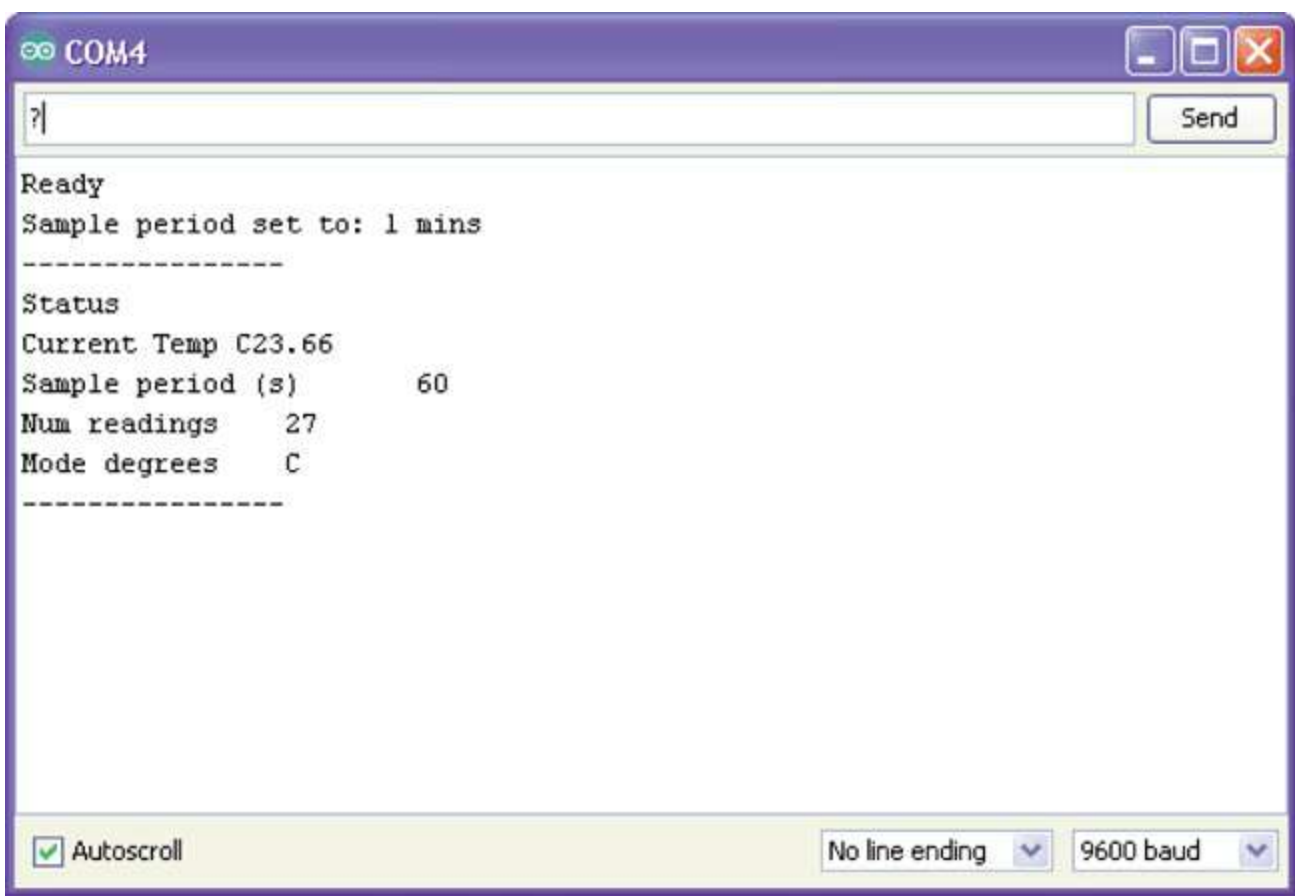 COM4
?
Send
Ready
Sample period set to: 1 mins
----------------
Status
Current Temp C23.66
Sample period (s)       60
Num readings    27
Mode degrees    C
----------------
Autoscroll
No line ending
9600 baud